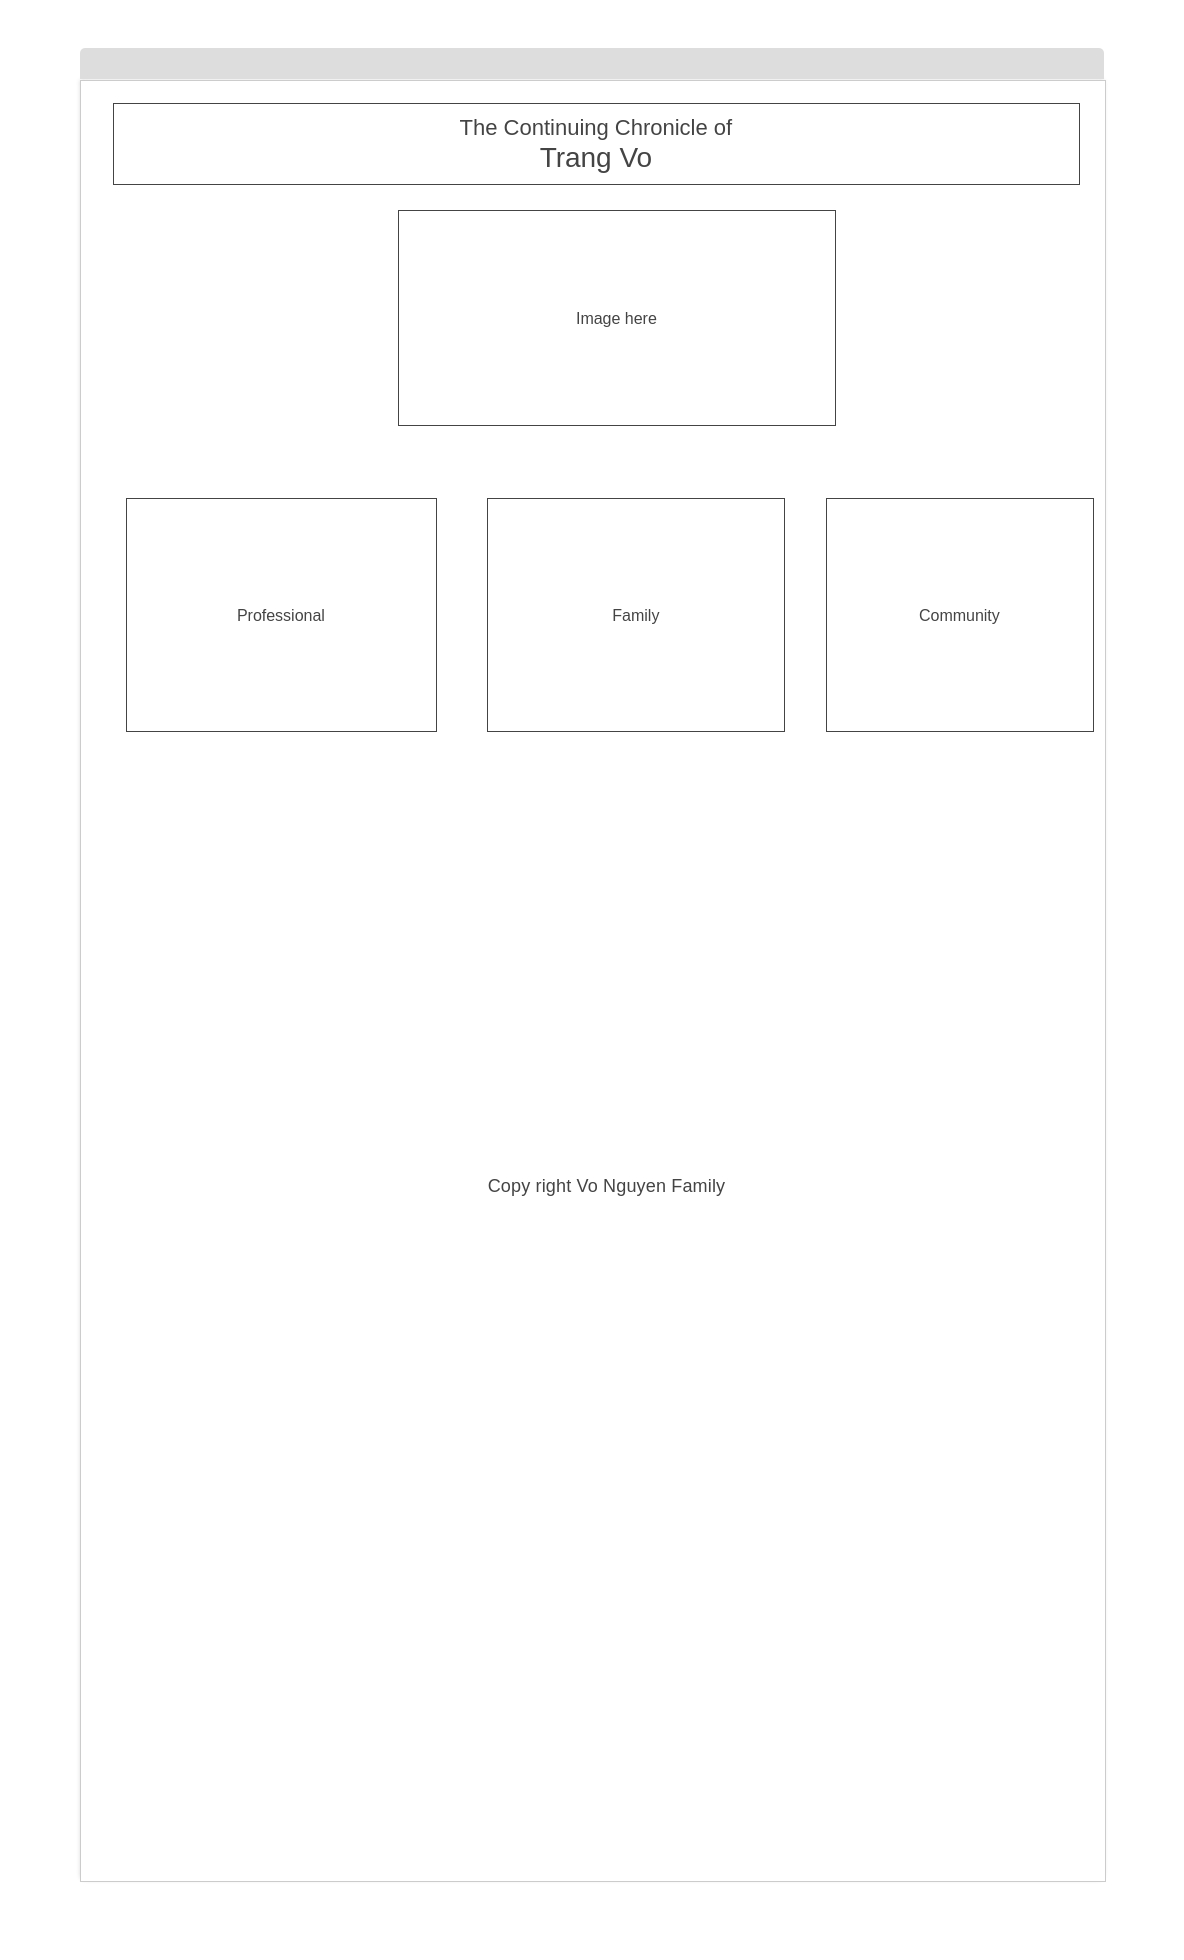 The Continuing Chronicle of
Trang Vo
Image here
Professional
Family
Community
Copy right Vo Nguyen Family